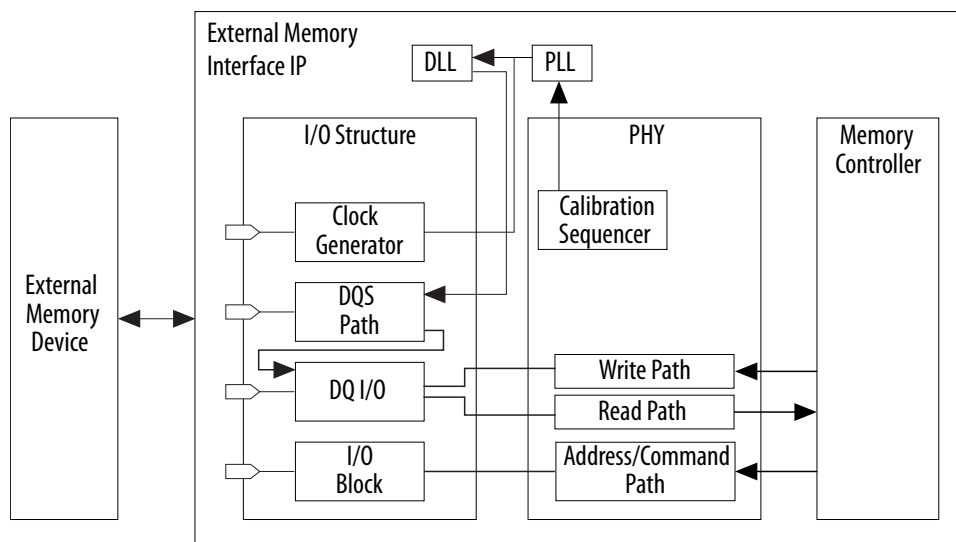 External Memory
Interface IP
DLL
PLL
I/O Structure
PHY
Memory
Controller
Clock
Generator
Calibration
Sequencer
External
Memory
Device
DQS
Path
DQ I/O
Write Path
Read Path
I/O
Block
Address/Command
Path